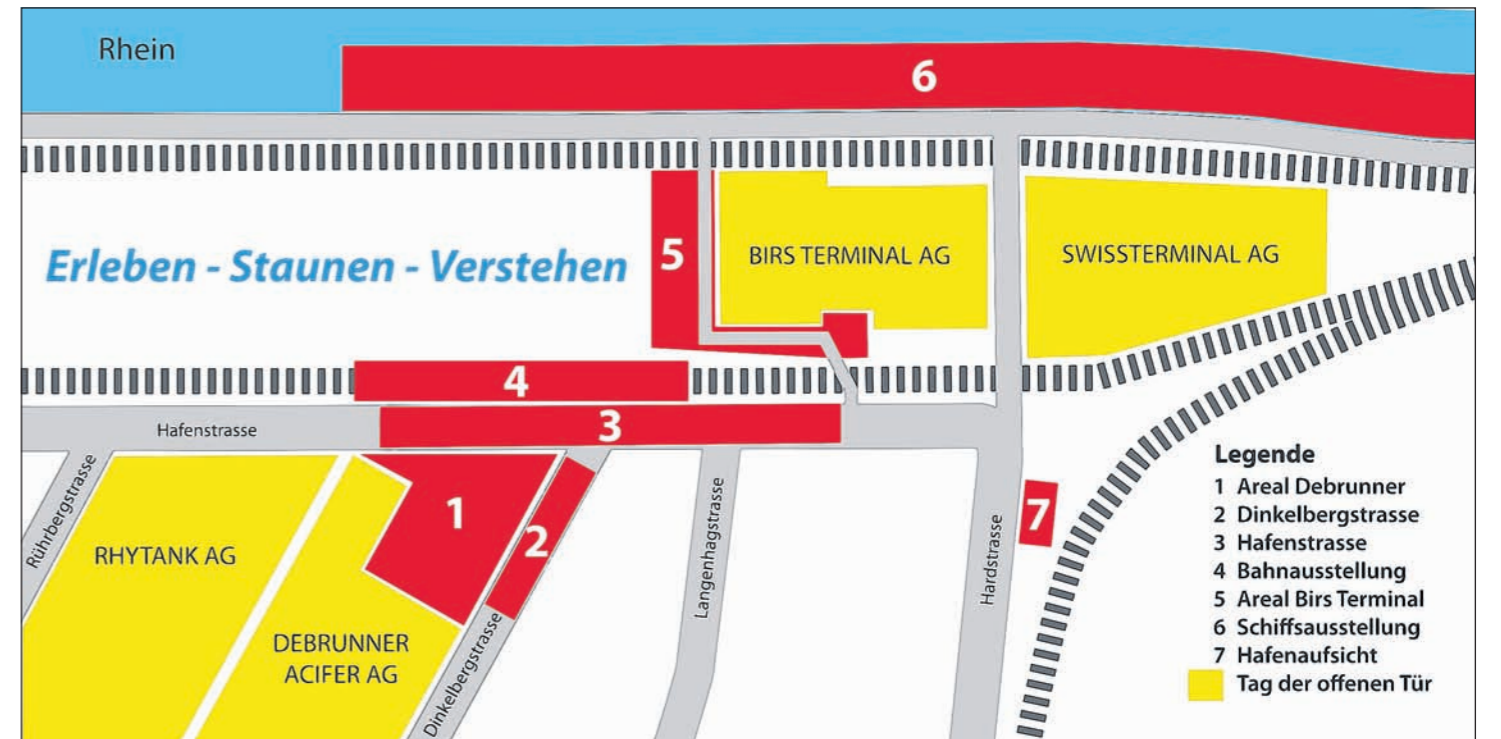 Rhein
6
5
BIRS TERMINAL AG
SWISSTERMINAL AG
Erleben - Staunen - Verstehen
4
3
Hafenstrasse
Rührbergstrasse
RHYTANK AG
1
2
DEBRUNNER
ACIFER AG
Dinkelbergstrasse
Langenhagstrasse
Hardstrasse
7
Legende
1 Areal Debrunner
2 Dinkelbergstrasse
3 Hafenstrasse
4 Bahnausstellung
5 Areal Birs Terminal
6 Schiffsausstellung
7 Hafenaufsicht
Tag der offenen Tür